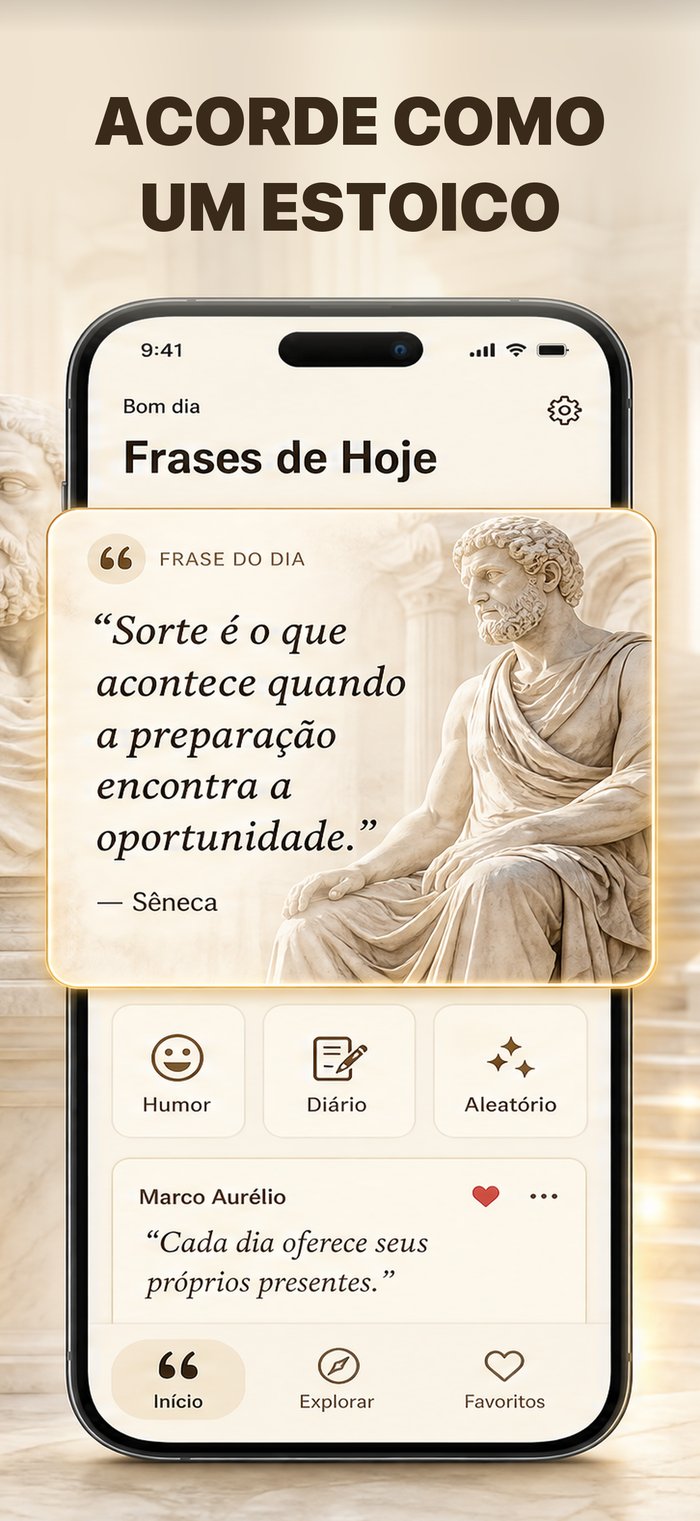 ACORDE COMO
UM ESTOICO
9:41
Bom dia
Frases de Hoje
FRASE DO DIA
“Sorte é o que
acontece quando
a preparação
encontra a
oportunidade.”
— Sêneca
Humor
Diário
Aleatório
Marco Aurélio
“Cada dia oferece seus
próprios presentes.”
Início
Explorar
Favoritos